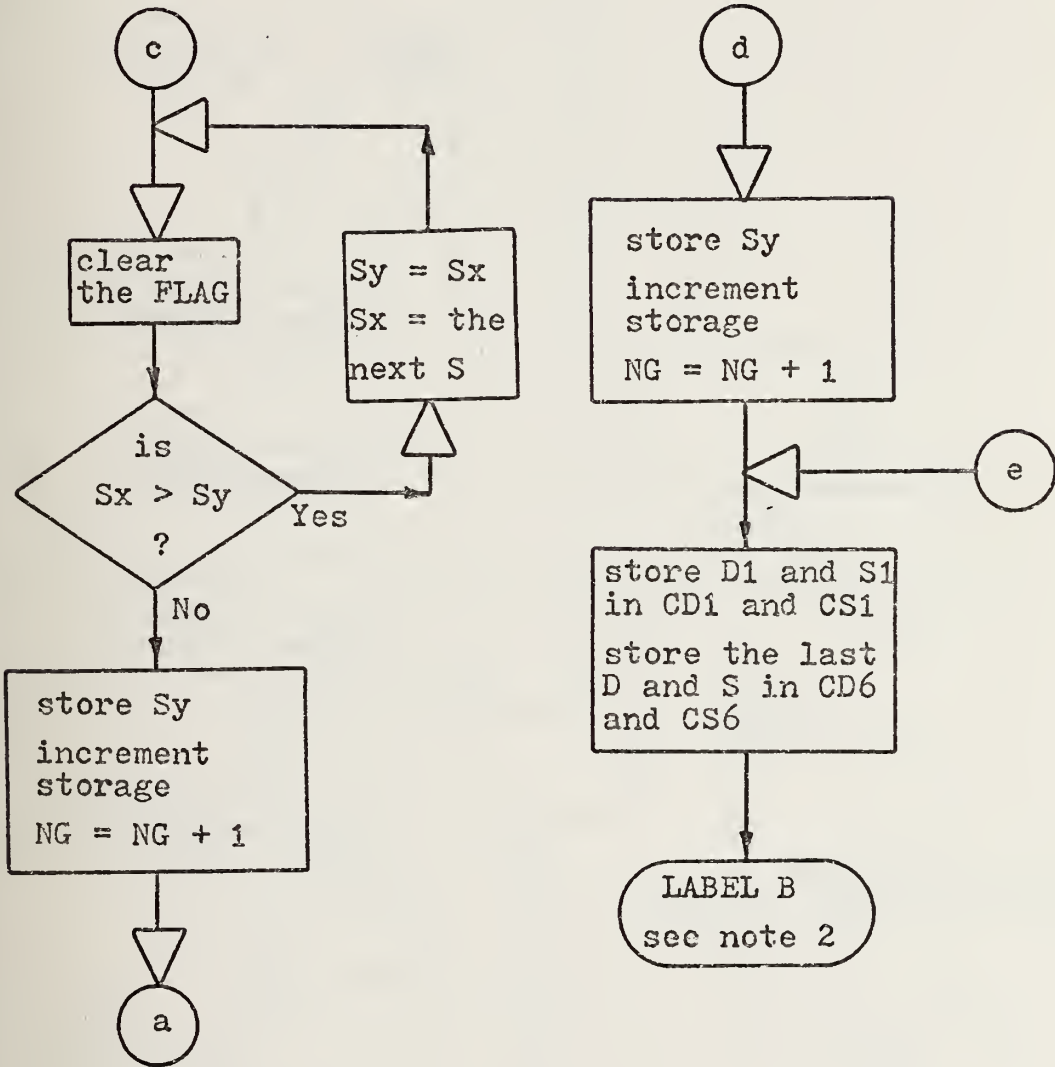 c
clear
the FLAG
Sy = Sx
Sx = the
next S
is
Sx > Sy
?
Yes
No
store Sy
increment
storage
NG = NG + 1
a
d
store Sy
increment
storage
NG = NG + 1
e
store D1 and S1
in CD1 and CS1
store the last
D and S in CD6
and CS6
LABEL B
see note 2